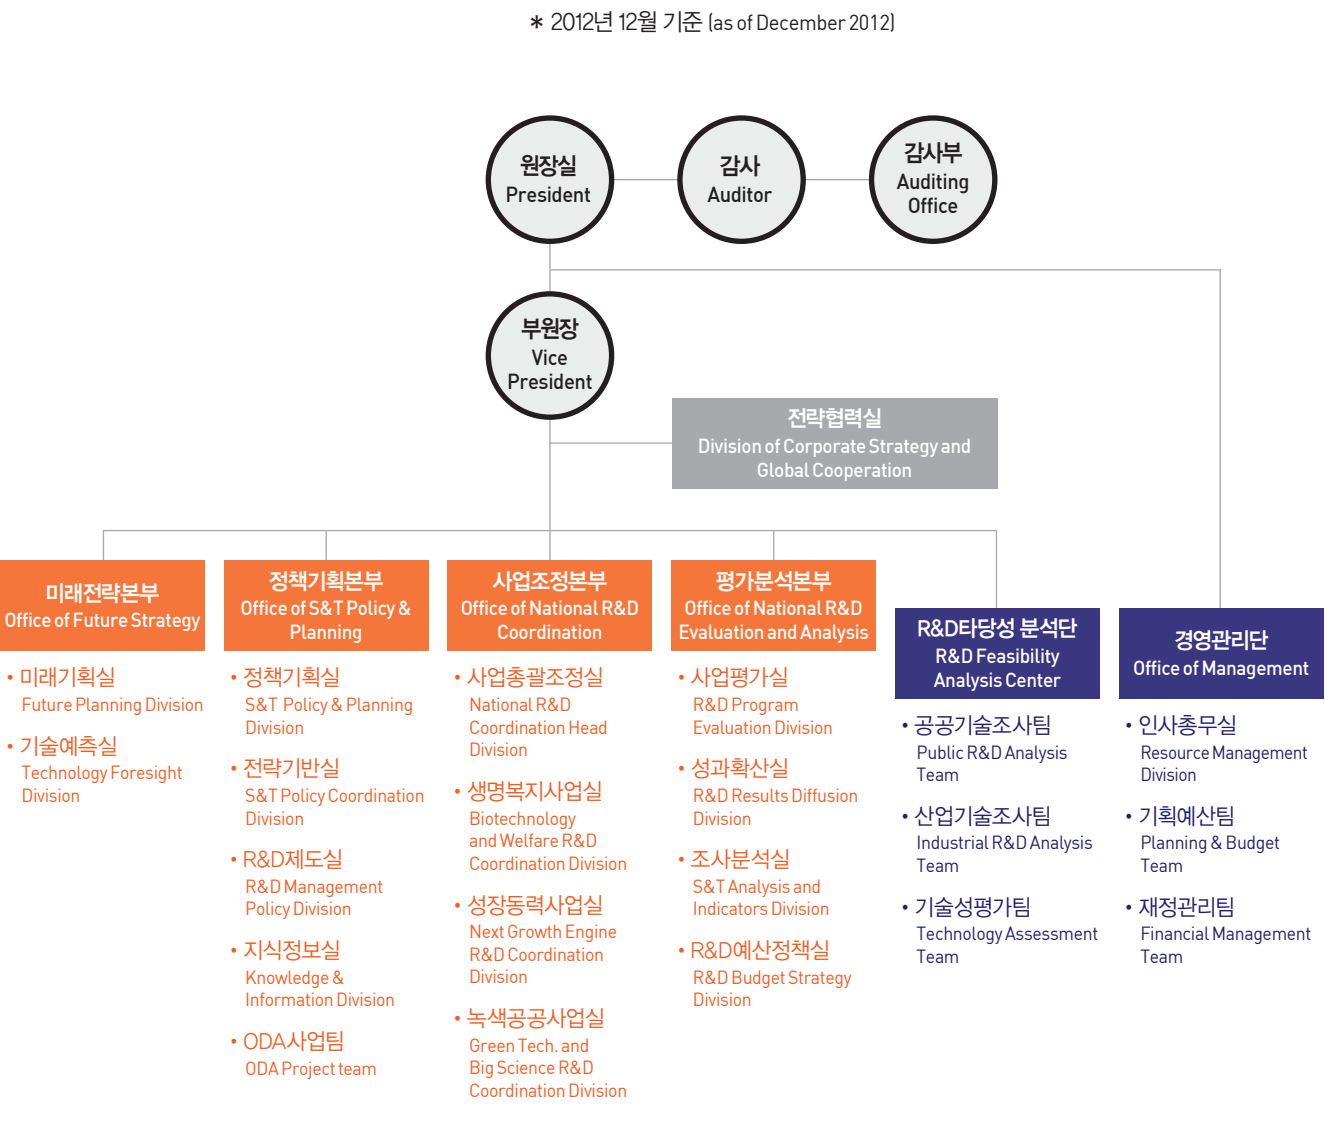 * 2012년 12월 기준 (as of December 2012)
원장실
President
감사
Auditor
감사부
Auditing
Office
부원장
Vice
President
전략협력실
Division of Corporate Strategy and
Global Cooperation
미래전략본부
Office of Future Strategy
• 미래기획실
Future Planning Division
• 기술예측실
Technology Foresight
Division
정책기획본부
Office of S&T Policy &
Planning
• 정책기획실
S&T Policy & Planning
Division
• 전략기반실
S&T Policy Coordination
Division
• R&D제도실
R&D Management
Policy Division
• 지식정보실
Knowledge &
Information Division
• ODA사업팀
ODA Project team
사업조정본부
Office of National R&D
Coordination
• 사업총괄조정실
National R&D
Coordination Head
Division
• 생명복지사업실
Biotechnology
and Welfare R&D
Coordination Division
• 성장동력사업실
Next Growth Engine
R&D Coordination
Division
• 녹색공공사업실
Green Tech. and
Big Science R&D
Coordination Division
평가분석본부
Office of National R&D
Evaluation and Analysis
• 사업평가실
R&D Program
Evaluation Division
• 성과확산실
R&D Results Diffusion
Division
• 조사분석실
S&T Analysis and
Indicators Division
• R&D예산정책실
R&D Budget Strategy
Division
R&D타당성 분석단
R&D Feasibility
Analysis Center
• 공공기술조사팀
Public R&D Analysis
Team
• 산업기술조사팀
Industrial R&D Analysis
Team
• 기술성평가팀
Technology Assessment
Team
경영관리단
Office of Management
• 인사총무실
Resource Management
Division
• 기획예산팀
Planning & Budget
Team
• 재정관리팀
Financial Management
Team